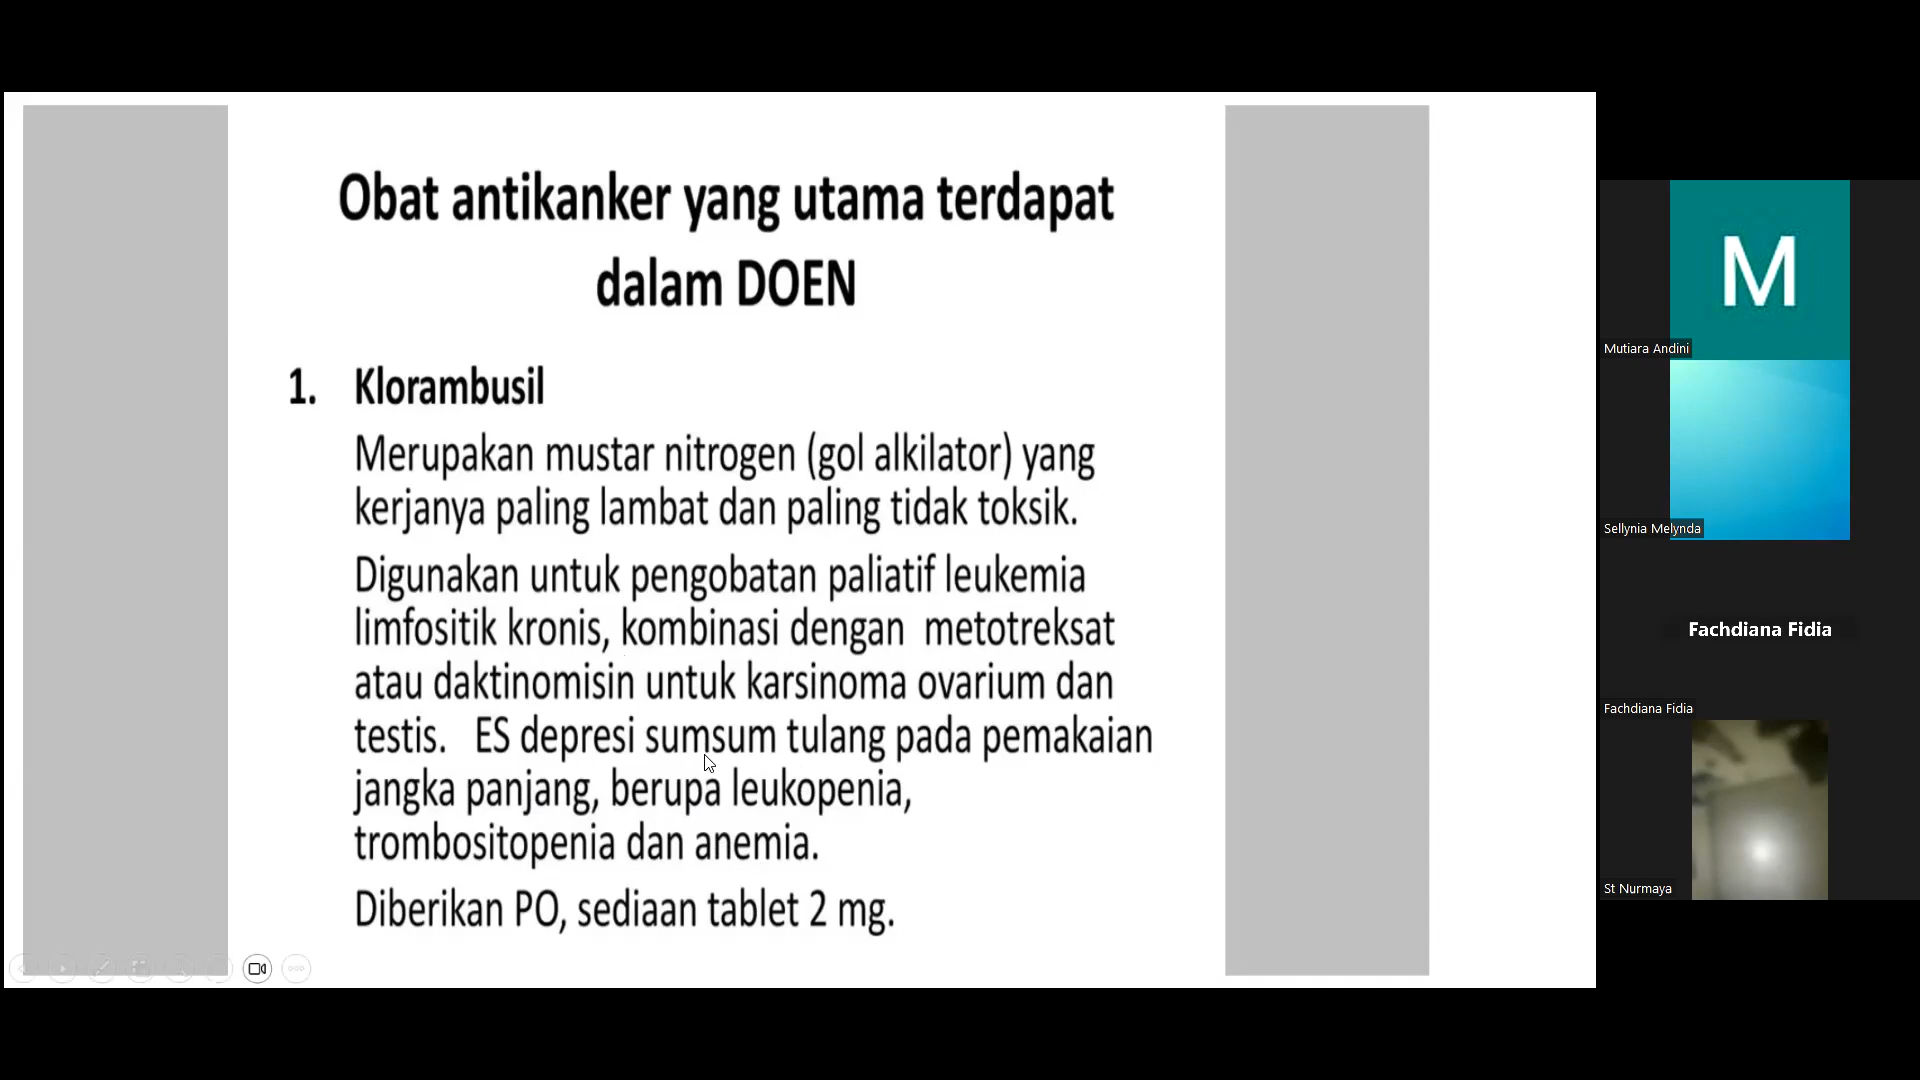 Obat antikanker yang utama terdapat
dalam DOEN
1. Klorambusil
Merupakan mustar nitrogen (gol alkilator) yang
kerjanya paling lambat dan paling tidak toksik.
Digunakan untuk pengobatan paliatif leukemia
limfositik kronis, kombinasi dengan metotreksat
atau daktinomisin untuk karsinoma ovarium dan
testis. ES depresi sumsum tulang pada pemakaian
jangka panjang, berupa leukopenia,
trombositopenia dan anemia.
Diberikan PO, sediaan tablet 2 mg.
M
Mutiara Andini
Sellynia Melynda
Fachdiana Fidia
Fachdiana Fidia
St Nurmaya